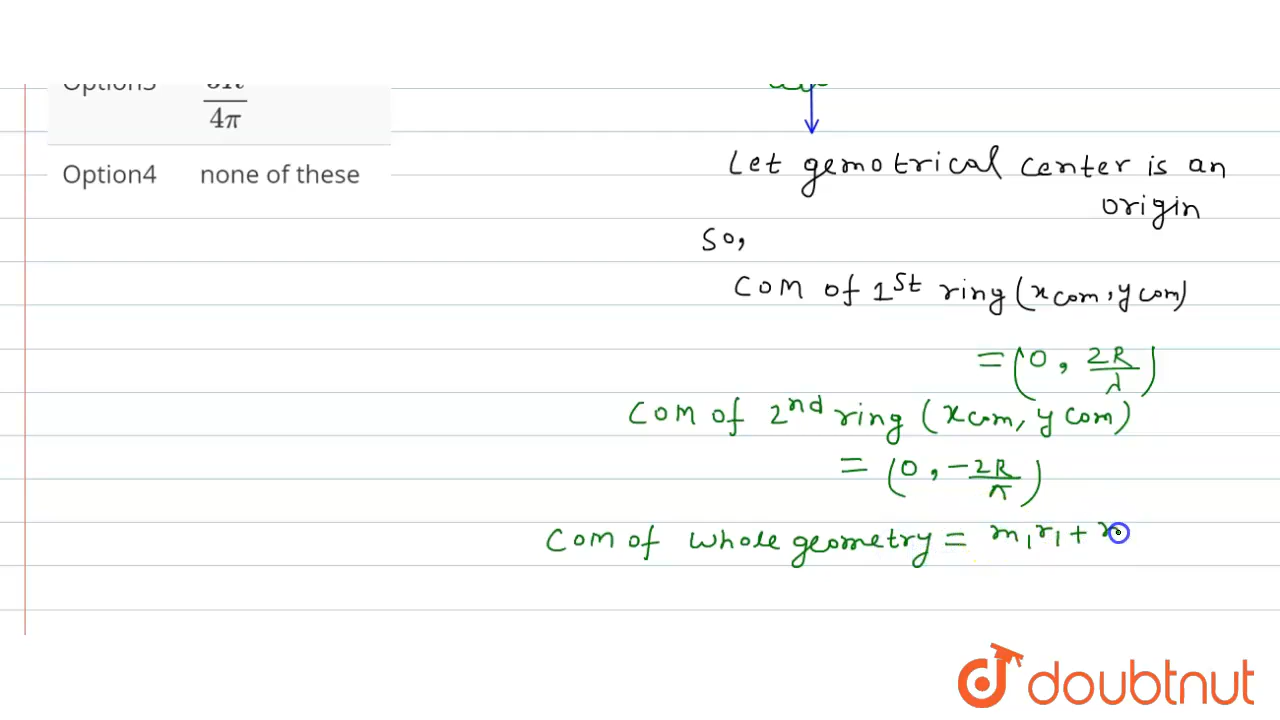 4π
Option4 none of these
Let gemotrical center is an
origin
So,
COM of 1st ring (xcom, ycom)
= (0, 2R/π)
COM of 2nd ring (xcom, ycom)
= (0, -2R/π)
COM of whole geometry = m₁r₁ +
doubtnut